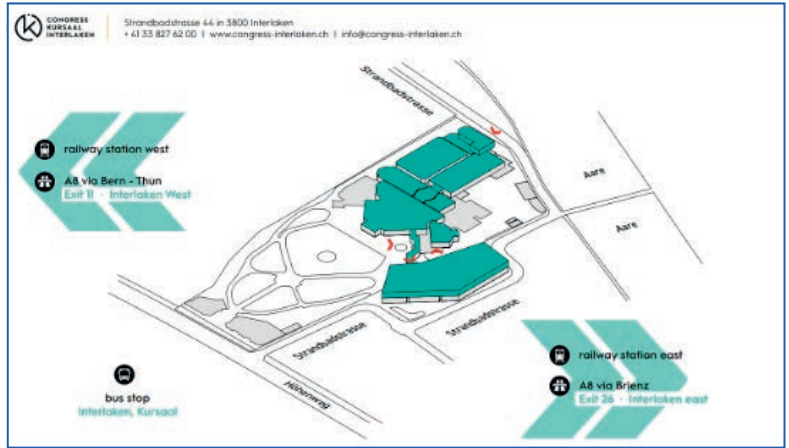 CONGRESS
KURSAAL
INTERLAKEN
Strandbadstrasse 44 in 3800 Interlaken
+ 41 33 827 62 00 | www.congress-interlaken.ch | info@congress-interlaken.ch
Strandbadstrasse
railway station west
A8 via Bern - Thun
Exit 11 · Interlaken West
Aare
Aare
Strandbadstrasse
Strandbadstrasse
Höheweg
railway station east
A8 via Brienz
Exit 26 · Interlaken east
bus stop
Interlaken, Kursaal